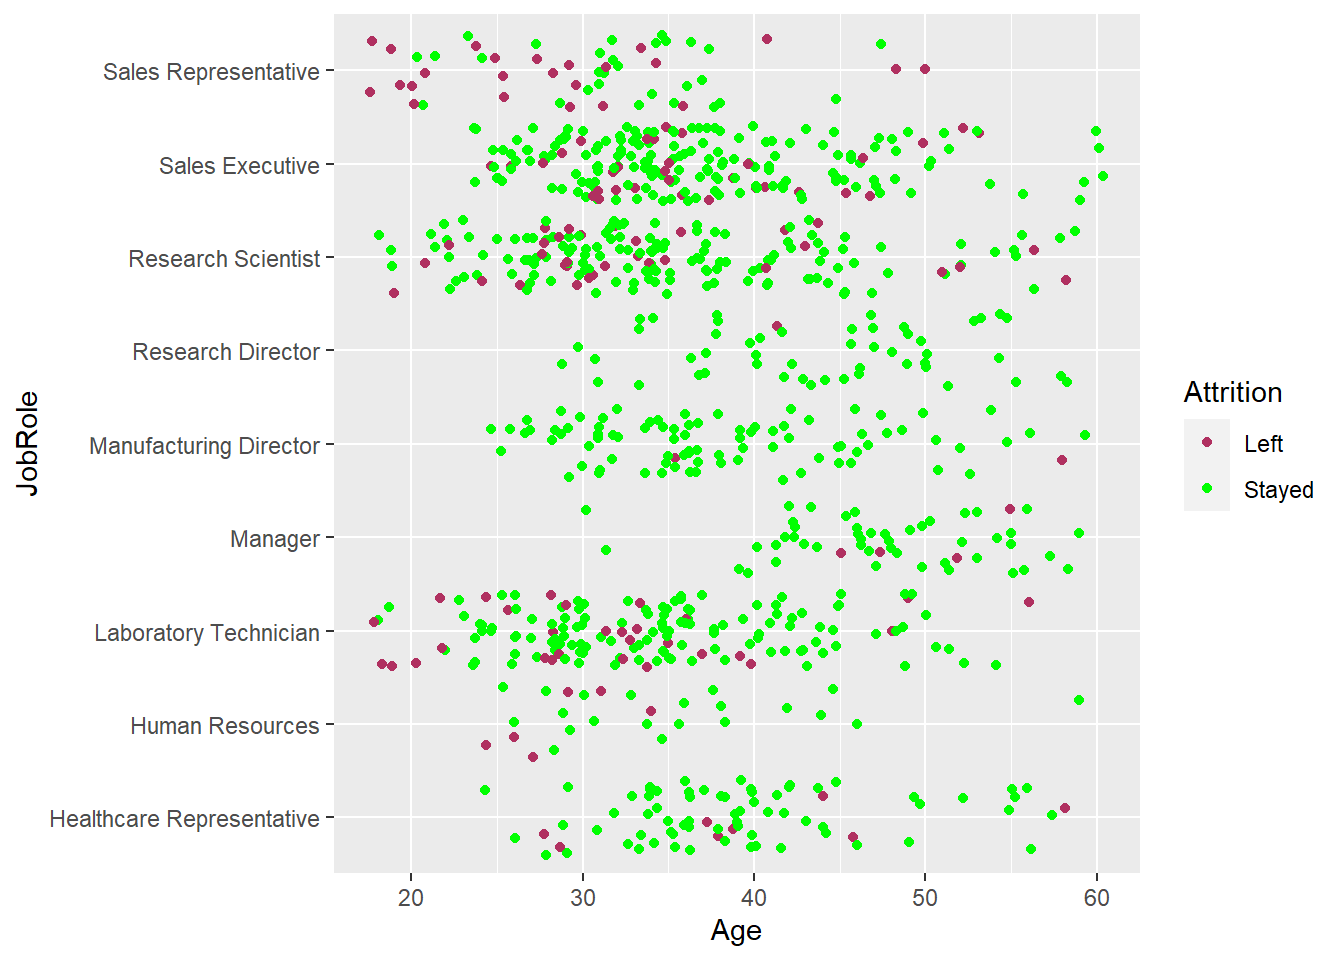 Sales Representative
Sales Executive
Research Scientist
Research Director
Manufacturing Director
Manager
Laboratory Technician
Human Resources
Healthcare Representative
JobRole
20 30 40 50 60
Age
Attrition
Left
Stayed